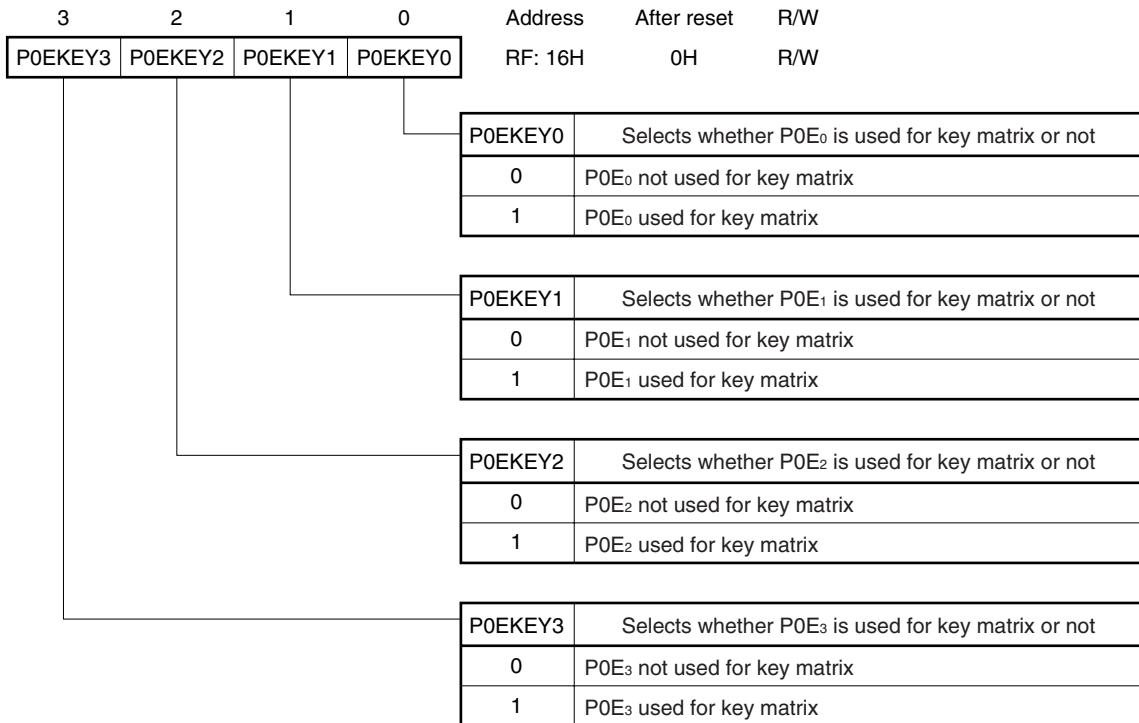 3 2 1 0 Address After reset R/W
P0EKEY3 P0EKEY2 P0EKEY1 P0EKEY0 RF: 16H 0H R/W
P0EKEY0 Selects whether P0E₀ is used for key matrix or not
0 P0E₀ not used for key matrix
1 P0E₀ used for key matrix
P0EKEY1 Selects whether P0E₁ is used for key matrix or not
0 P0E₁ not used for key matrix
1 P0E₁ used for key matrix
P0EKEY2 Selects whether P0E₂ is used for key matrix or not
0 P0E₂ not used for key matrix
1 P0E₂ used for key matrix
P0EKEY3 Selects whether P0E₃ is used for key matrix or not
0 P0E₃ not used for key matrix
1 P0E₃ used for key matrix